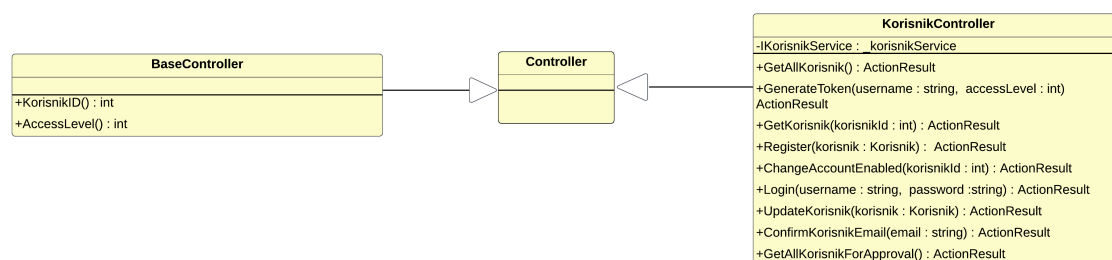 BaseController
+KorisnikID() : int
+AccessLevel() : int
Controller
KorisnikController
-IKorisnikService : _korisnikService
+GetAllKorisnik() : ActionResult
+GenerateToken(username : string, accessLevel : int)
ActionResult
+GetKorisnik(korisnikId : int) : ActionResult
+Register(korisnik : Korisnik) : ActionResult
+ChangeAccountEnabled(korisnikId : int) : ActionResult
+Login(username : string, password :string) : ActionResult
+UpdateKorisnik(korisnik : Korisnik) : ActionResult
+ConfirmKorisnikEmail(email : string) : ActionResult
+GetAllKorisnikForApproval() : ActionResult